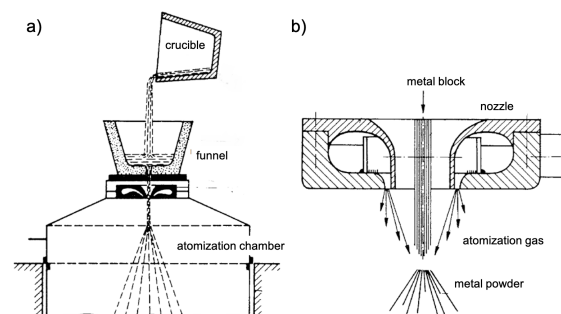 a)
crucible
funnel
atomization chamber
b)
metal block
nozzle
atomization gas
metal powder